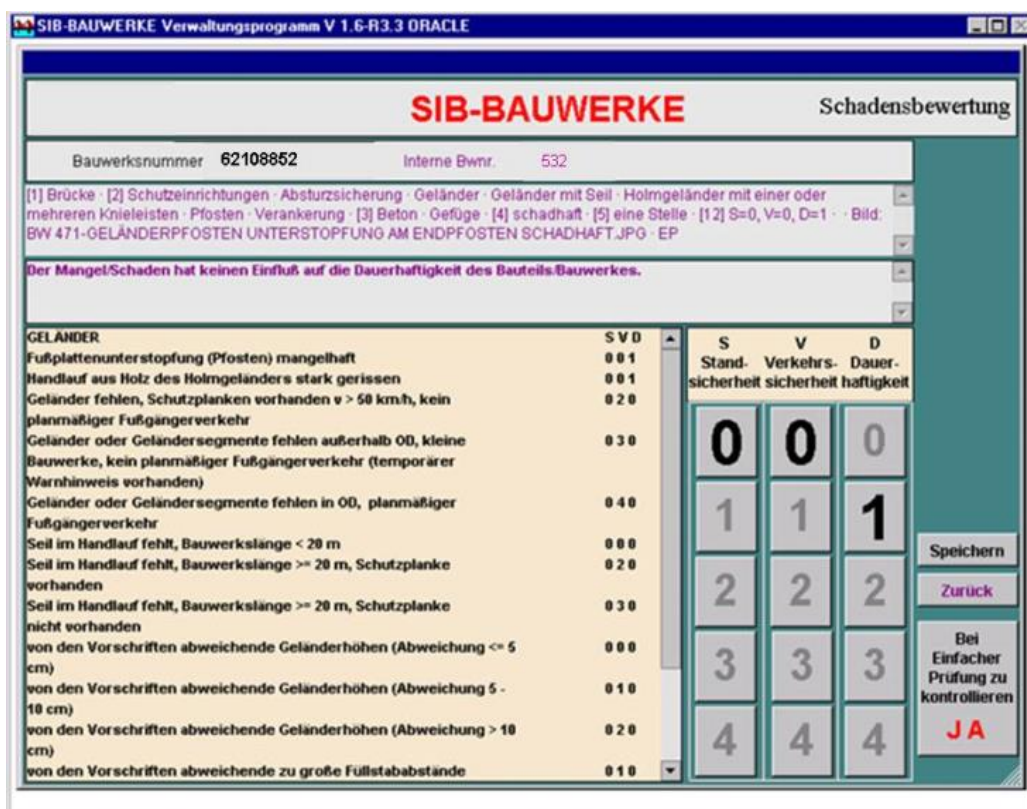 SIB-BAUWERKE Verwaltungsprogramm V 1.6-R3.3 ORACLE
SIB-BAUWERKE Schadensbewertung
Bauwerksnummer 62108852 Interne Bwnr. 532
[1] Brücke · [2] Schutzeinrichtungen · Absturzsicherung · Geländer · Geländer mit Seil · Holmgeländer mit einer oder
mehreren Knieleisten · Pfosten · Verankerung · [3] Beton · Gefüge · [4] schadhaft · [5] eine Stelle · [12] S=0, V=0, D=1 · · Bild:
BW 471-GELÄNDERPFOSTEN UNTERSTOPFUNG AM ENDPFOSTEN SCHADHAFT.JPG · EP
Der Mangel/Schaden hat keinen Einfluß auf die Dauerhaftigkeit des Bauteils/Bauwerkes.
GELÄNDER S V D
Fußplattenunterstopfung (Pfosten) mangelhaft 0 0 1
Handlauf aus Holz des Holmgeländers stark gerissen 0 0 1
Geländer fehlen, Schutzplanken vorhanden v > 50 km/h, kein 0 2 0
planmäßiger Fußgängerverkehr
Geländer oder Geländersegmente fehlen außerhalb OD, kleine 0 3 0
Bauwerke, kein planmäßiger Fußgängerverkehr (temporärer
Warnhinweis vorhanden)
Geländer oder Geländersegmente fehlen in OD, planmäßiger 0 4 0
Fußgängerverkehr
Seil im Handlauf fehlt, Bauwerkslänge < 20 m 0 0 0
Seil im Handlauf fehlt, Bauwerkslänge >= 20 m, Schutzplanke 0 2 0
vorhanden
Seil im Handlauf fehlt, Bauwerkslänge >= 20 m, Schutzplanke 0 3 0
nicht vorhanden
von den Vorschriften abweichende Geländerhöhen (Abweichung <= 5 0 0 0
cm)
von den Vorschriften abweichende Geländerhöhen (Abweichung 5 - 0 1 0
10 cm)
von den Vorschriften abweichende Geländerhöhen (Abweichung > 10 0 2 0
cm)
von den Vorschriften abweichende zu große Füllstababstände 0 1 0
S V D
Stand- Verkehrs- Dauer-
sicherheit sicherheit haftigkeit
0 0 0
1 1 1
2 2 2
3 3 3
4 4 4
Speichern
Zurück
Bei
Einfacher
Prüfung zu
kontrollieren
JA